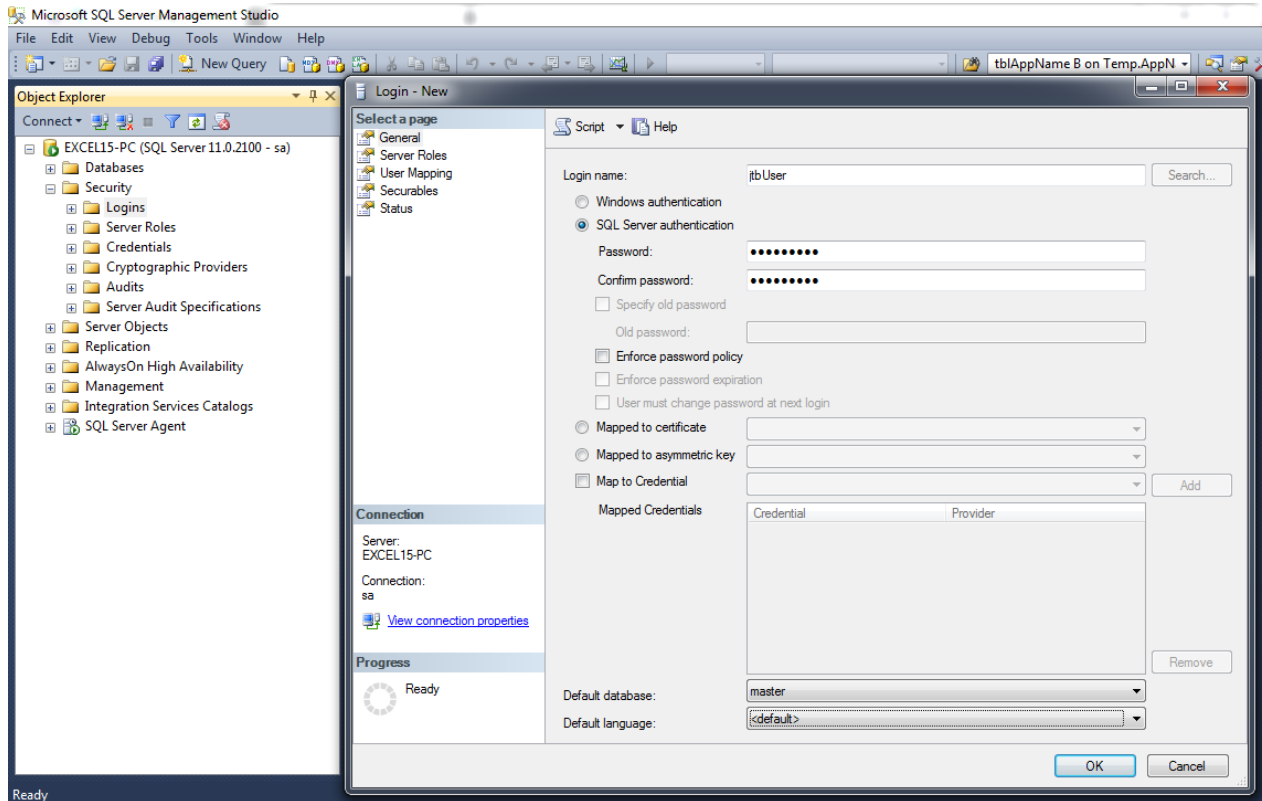 Microsoft SQL Server Management Studio
File Edit View Debug Tools Window Help
New Query
tblAppName B on Temp.AppN
Object Explorer
Connect
EXCEL15-PC (SQL Server 11.0.2100 - sa)
Databases
Security
Logins
Server Roles
Credentials
Cryptographic Providers
Audits
Server Audit Specifications
Server Objects
Replication
AlwaysOn High Availability
Management
Integration Services Catalogs
SQL Server Agent
Ready
Login - New
Select a page
General
Server Roles
User Mapping
Securables
Status
Connection
Server:
EXCEL15-PC
Connection:
sa
View connection properties
Progress
Ready
Script Help
Login name: jtbUser Search...
Windows authentication
SQL Server authentication
Password: •••••••••
Confirm password: •••••••••
Specify old password
Old password:
Enforce password policy
Enforce password expiration
User must change password at next login
Mapped to certificate
Mapped to asymmetric key
Map to Credential Add
Mapped Credentials Credential Provider
Remove
Default database: master
Default language: <default>
OK Cancel